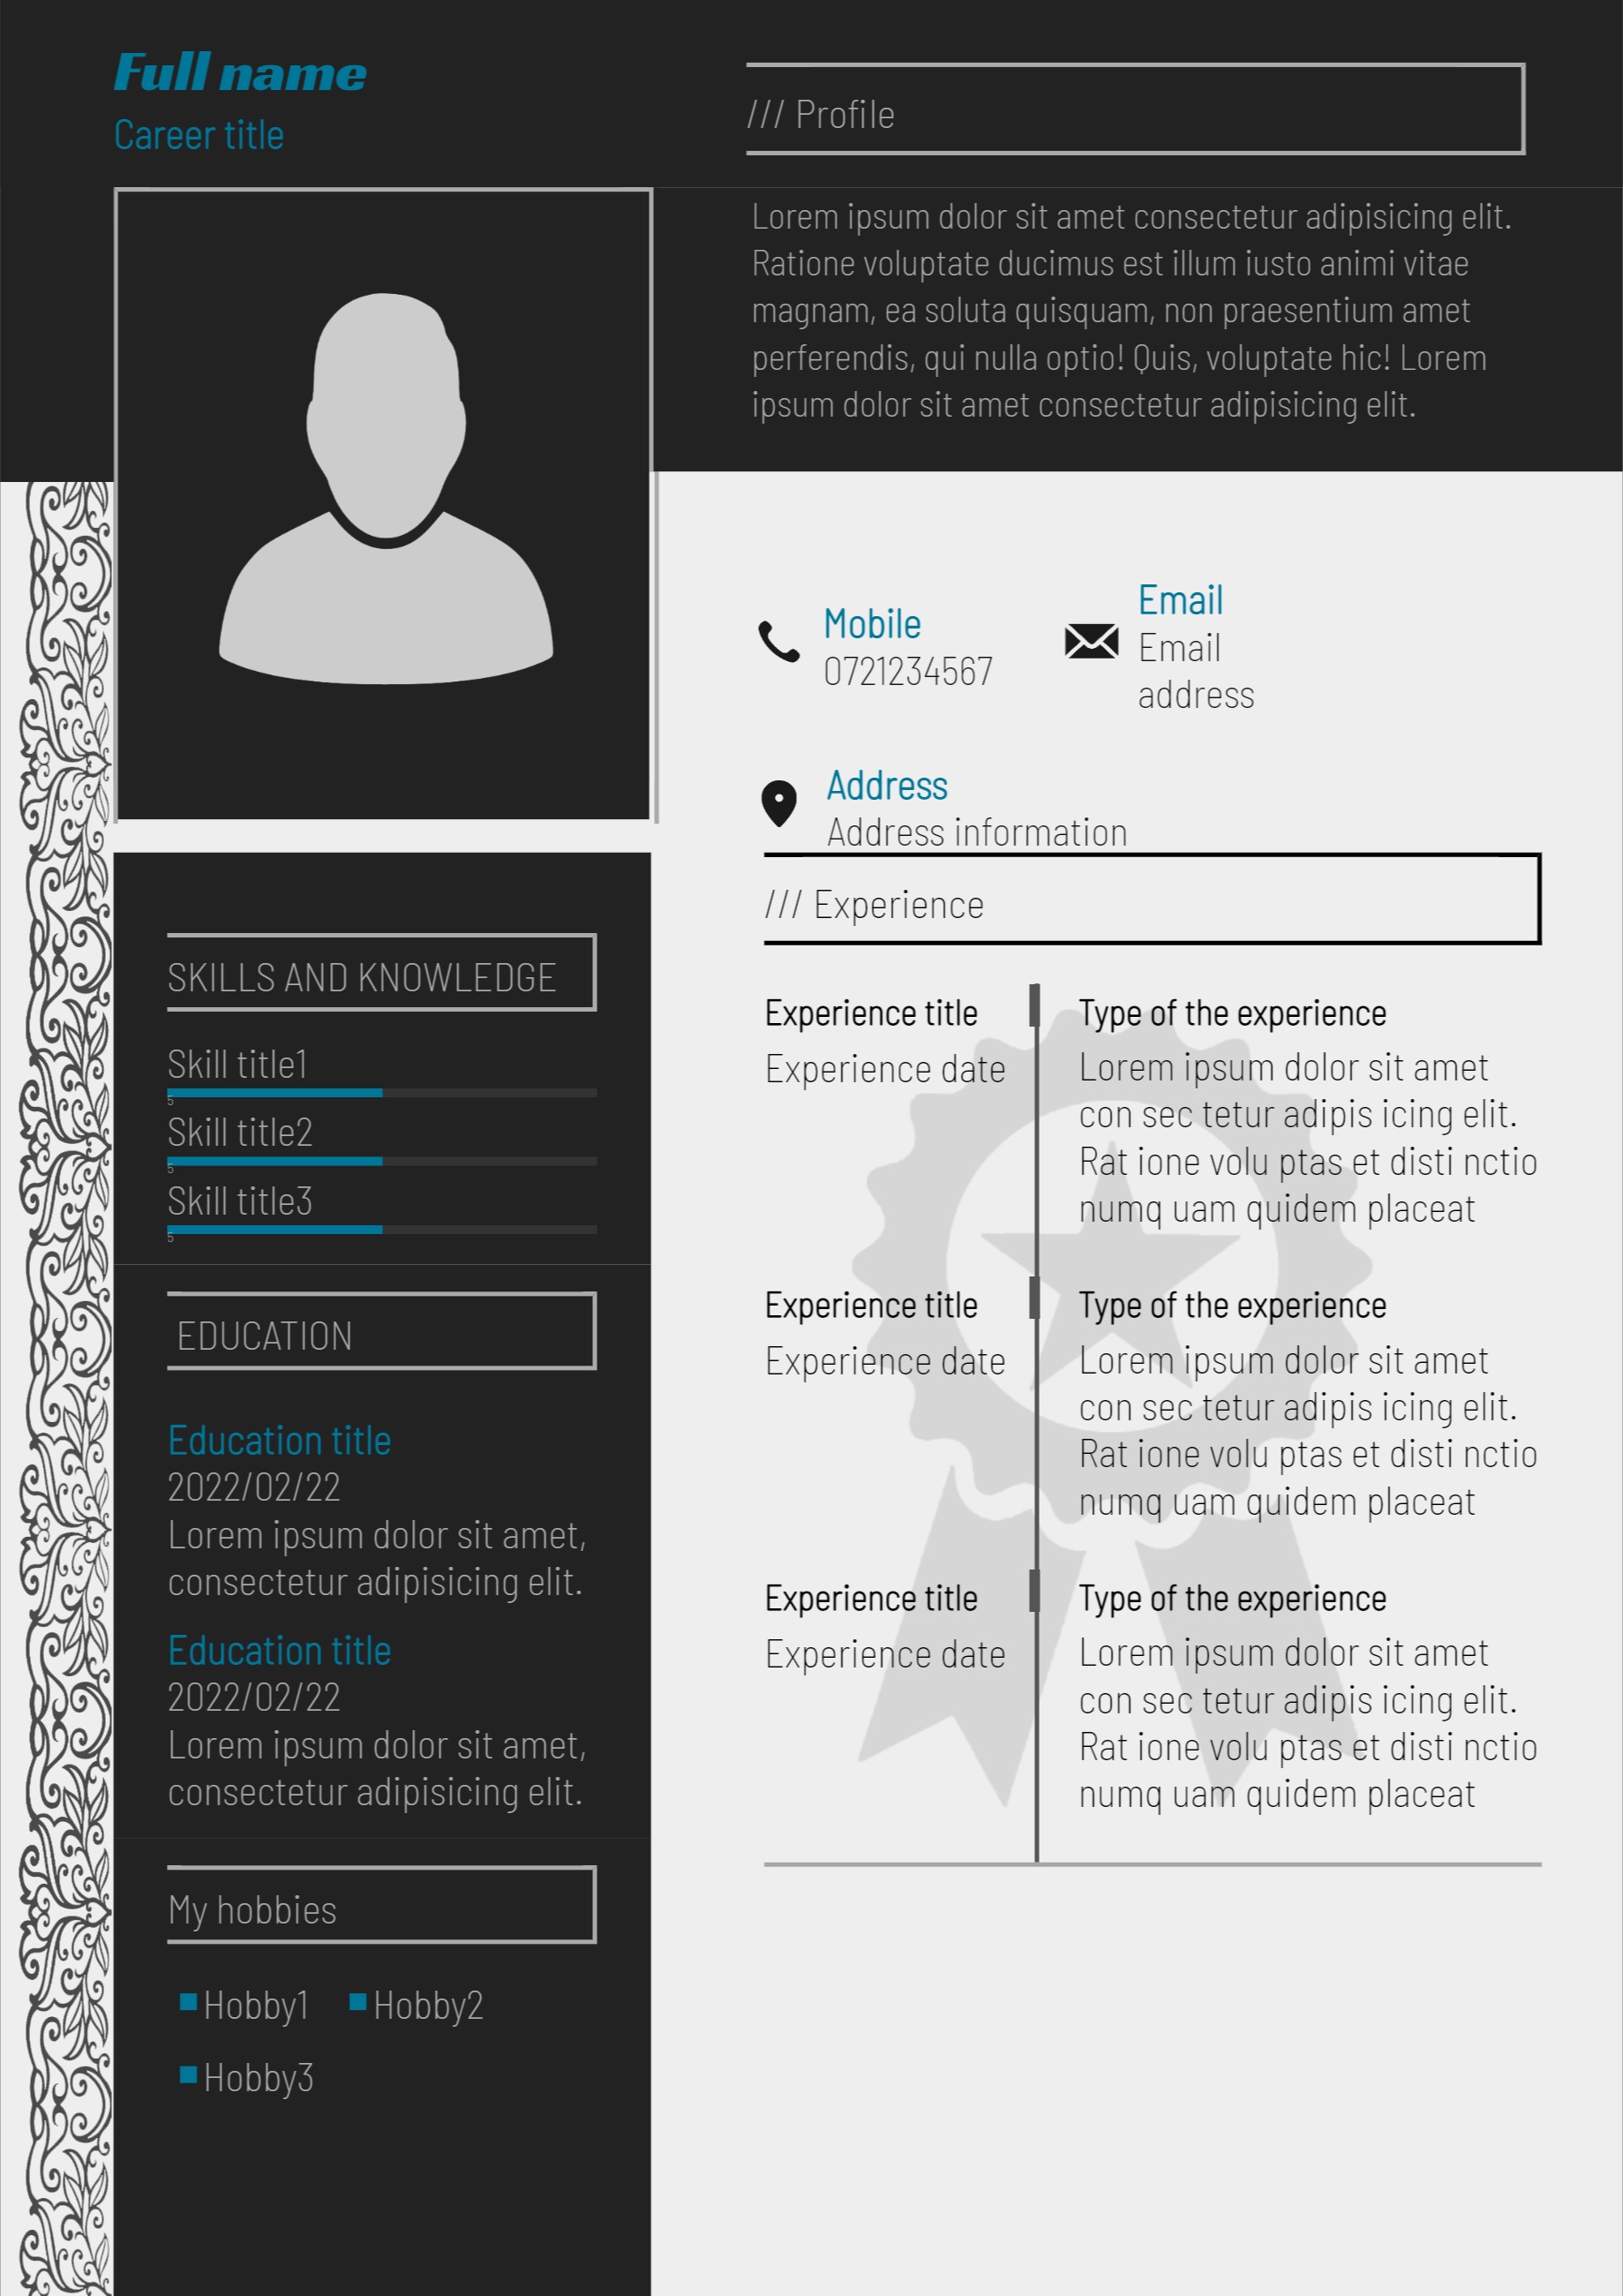 Full name
Career title
/// Profile
Lorem ipsum dolor sit amet consectetur adipisicing elit.
Ratione voluptate ducimus est illum iusto animi vitae
magnam, ea soluta quisquam, non praesentium amet
perferendis, qui nulla optio! Quis, voluptate hic! Lorem
ipsum dolor sit amet consectetur adipisicing elit.
Mobile
0721234567
Email
Email
address
Address
Address information
SKILLS AND KNOWLEDGE
Skill title1
5
Skill title2
5
Skill title3
5
EDUCATION
Education title
2022/02/22
Lorem ipsum dolor sit amet,
consectetur adipisicing elit.
Education title
2022/02/22
Lorem ipsum dolor sit amet,
consectetur adipisicing elit.
My hobbies
Hobby1 Hobby2
Hobby3
/// Experience
Experience title
Experience date
Type of the experience
Lorem ipsum dolor sit amet
con sec tetur adipis icing elit.
Rat ione volu ptas et disti nctio
numq uam quidem placeat
Experience title
Experience date
Type of the experience
Lorem ipsum dolor sit amet
con sec tetur adipis icing elit.
Rat ione volu ptas et disti nctio
numq uam quidem placeat
Experience title
Experience date
Type of the experience
Lorem ipsum dolor sit amet
con sec tetur adipis icing elit.
Rat ione volu ptas et disti nctio
numq uam quidem placeat